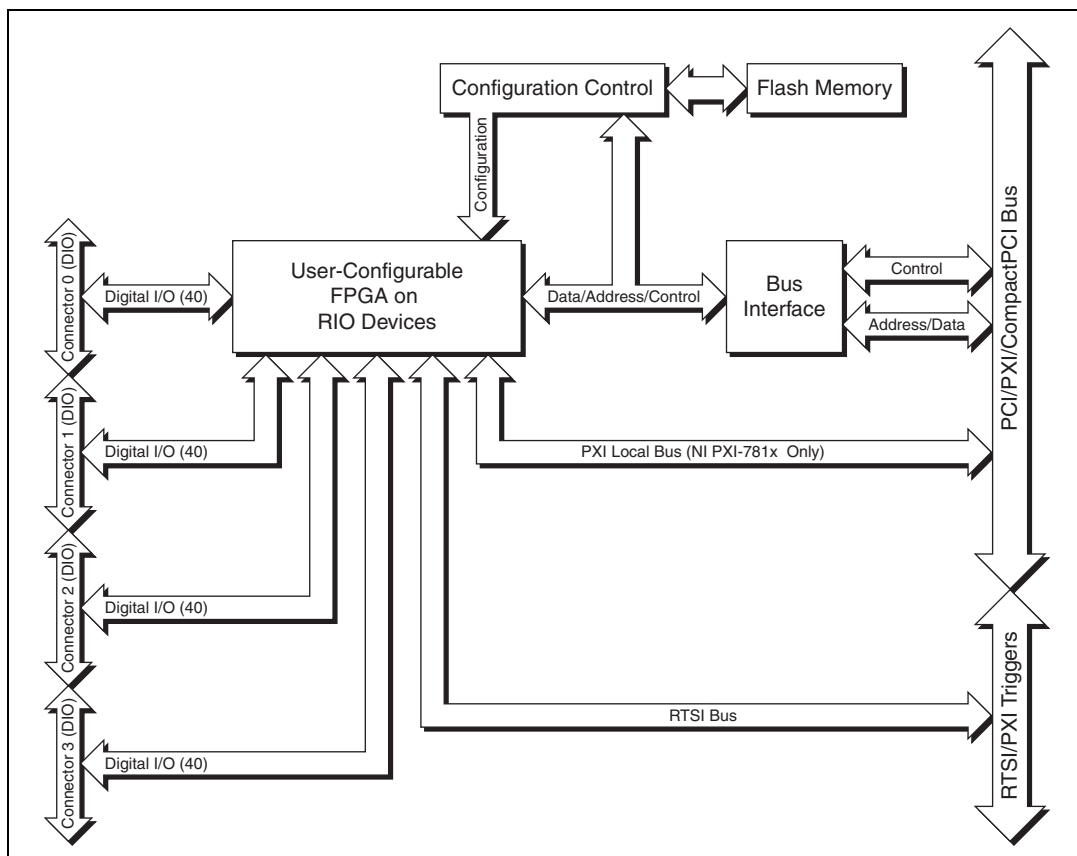 Configuration Control
Flash Memory
Configuration
PCI/PXI/CompactPCI Bus
Connector 0 (DIO)
Digital I/O (40)
User-Configurable
FPGA on
RIO Devices
Data/Address/Control
Bus
Interface
Control
Address/Data
Connector 1 (DIO)
Digital I/O (40)
PXI Local Bus (NI PXI-781x Only)
Connector 2 (DIO)
Digital I/O (40)
RTSI/PXI Triggers
RTSI Bus
Connector 3 (DIO)
Digital I/O (40)